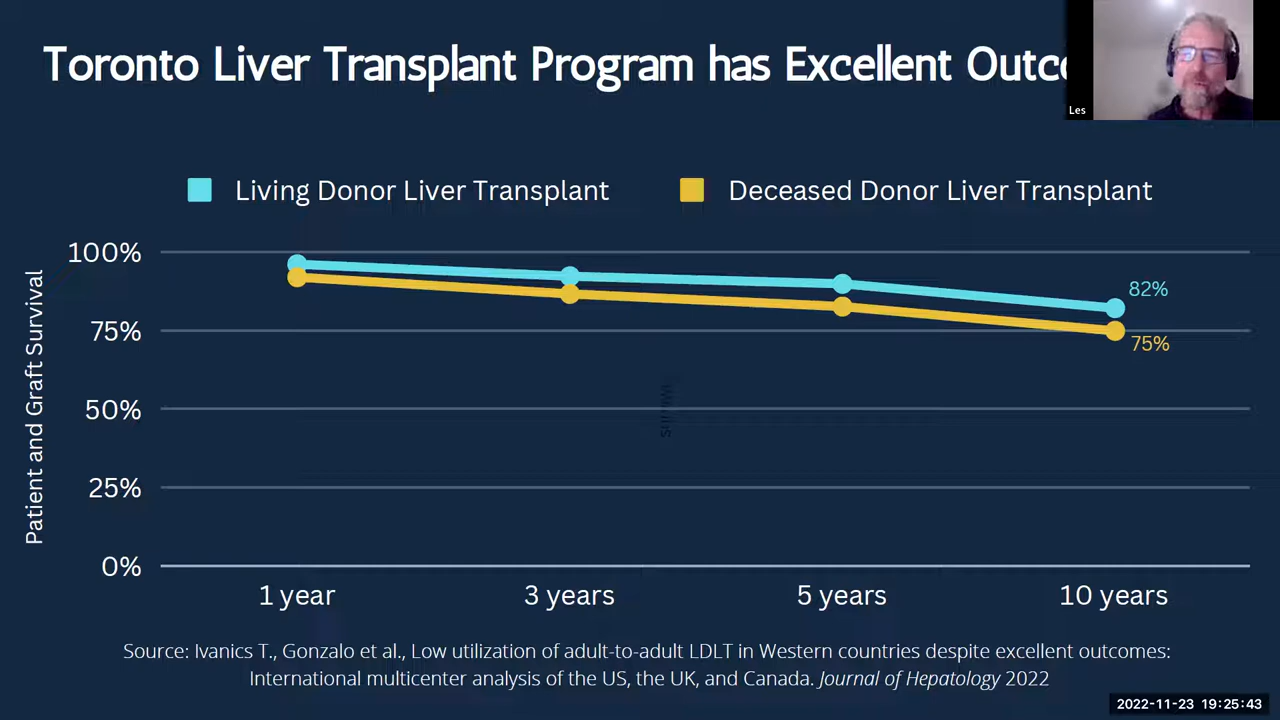 Toronto Liver Transplant Program has Excellent
Les
Living Donor Liver Transplant
Deceased Donor Liver Transplant
Patient and Graft Survival
100%
75%
50%
25%
0%
82%
75%
1 year
3 years
5 years
10 years
Source: Ivanics T., Gonzalo et al., Low utilization of adult-to-adult LDLT in Western countries despite excellent outcomes:
International multicenter analysis of the US, the UK, and Canada. Journal of Hepatology 2022
2022-11-23 19:25:43